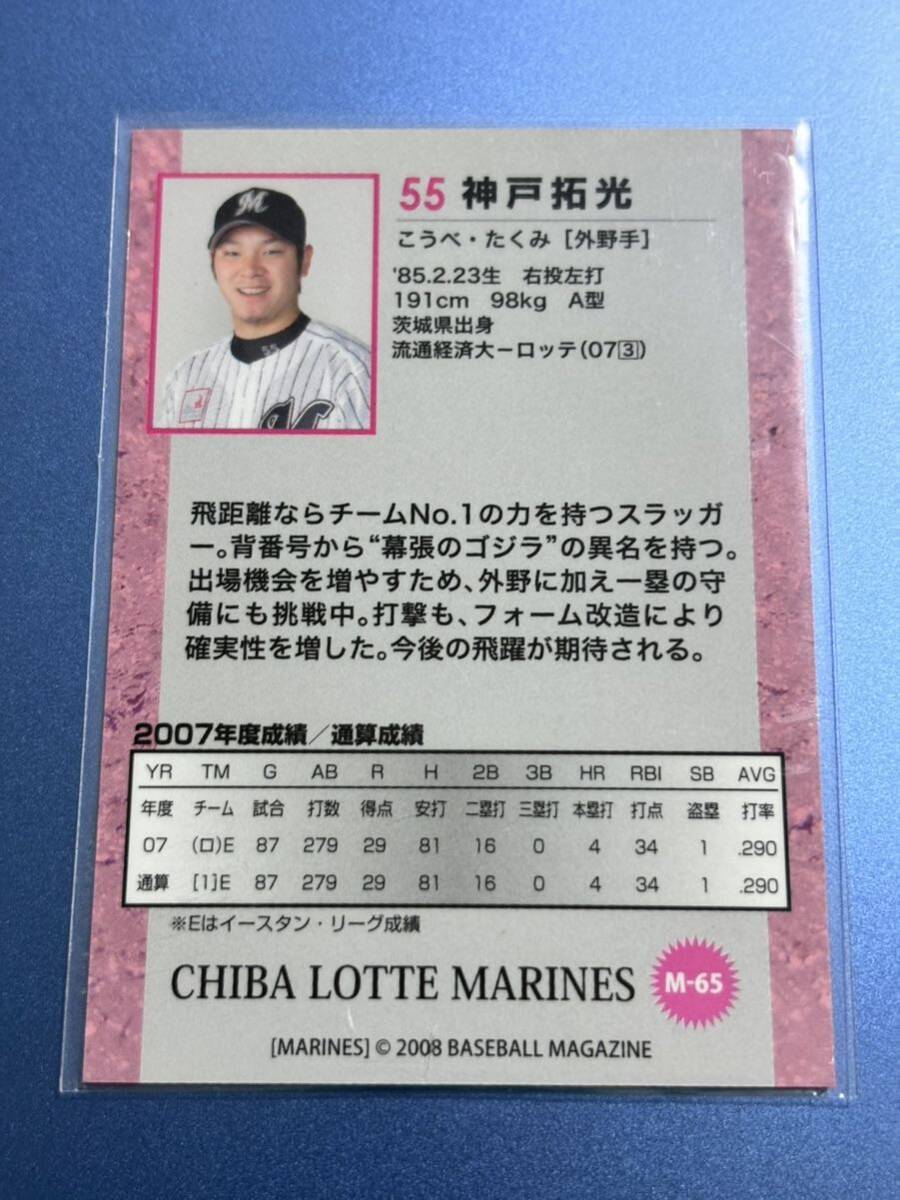 55 神戸拓光
こうべ・たくみ［外野手］
'85.2.23生　右投左打
191cm　98kg　A型
茨城県出身
流通経済大－ロッテ(07[3])
飛距離ならチームNo.1の力を持つスラッガ
ー。背番号から“幕張のゴジラ”の異名を持つ。
出場機会を増やすため、外野に加え一塁の守
備にも挑戦中。打撃も、フォーム改造により
確実性を増した。今後の飛躍が期待される。
2007年度成績／通算成績
YR TM G AB R H 2B 3B HR RBI SB AVG
年度 チーム 試合 打数 得点 安打 二塁打 三塁打 本塁打 打点 盗塁 打率
07 (ロ)E 87 279 29 81 16 0 4 34 1 .290
通算 [1]E 87 279 29 81 16 0 4 34 1 .290
※Eはイースタン・リーグ成績
CHIBA LOTTE MARINES M-65
[MARINES] © 2008 BASEBALL MAGAZINE